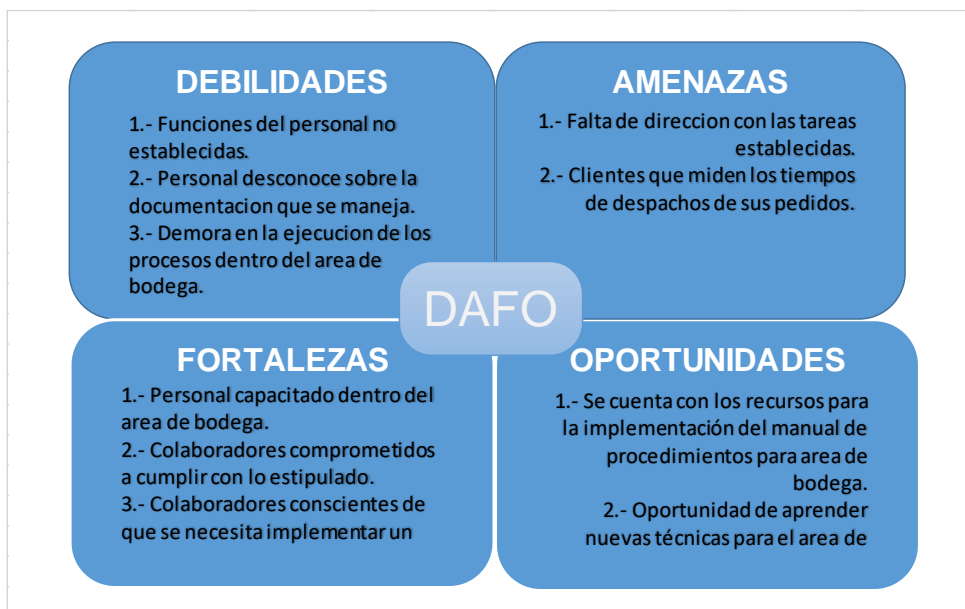 DEBILIDADES
1.- Funciones del personal no
establecidas.
2.- Personal desconoce sobre la
documentacion que se maneja.
3.- Demora en la ejecucion de los
procesos dentro del area de
bodega.
AMENAZAS
1.- Falta de direccion con las tareas
establecidas.
2.- Clientes que miden los tiempos
de despachos de sus pedidos.
DAFO
FORTALEZAS
1.- Personal capacitado dentro del
area de bodega.
2.- Colaboradores comprometidos
a cumplir con lo estipulado.
3.- Colaboradores conscientes de
que se necesita implementar un
OPORTUNIDADES
1.- Se cuenta con los recursos para
la implementación del manual de
procedimientos para area de
bodega.
2.- Oportunidad de aprender
nuevas técnicas para el area de